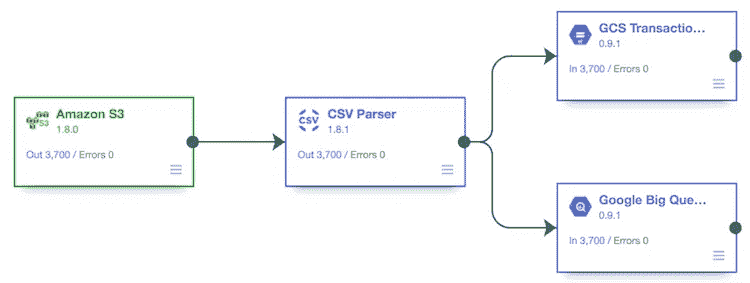 Amazon S3
1.8.0
Out 3,700 / Errors 0
CSV
CSV Parser
1.8.1
Out 3,700 / Errors 0
GCS Transactio...
0.9.1
In 3,700 / Errors 0
Google Big Que...
0.9.1
In 3,700 / Errors 0
S3